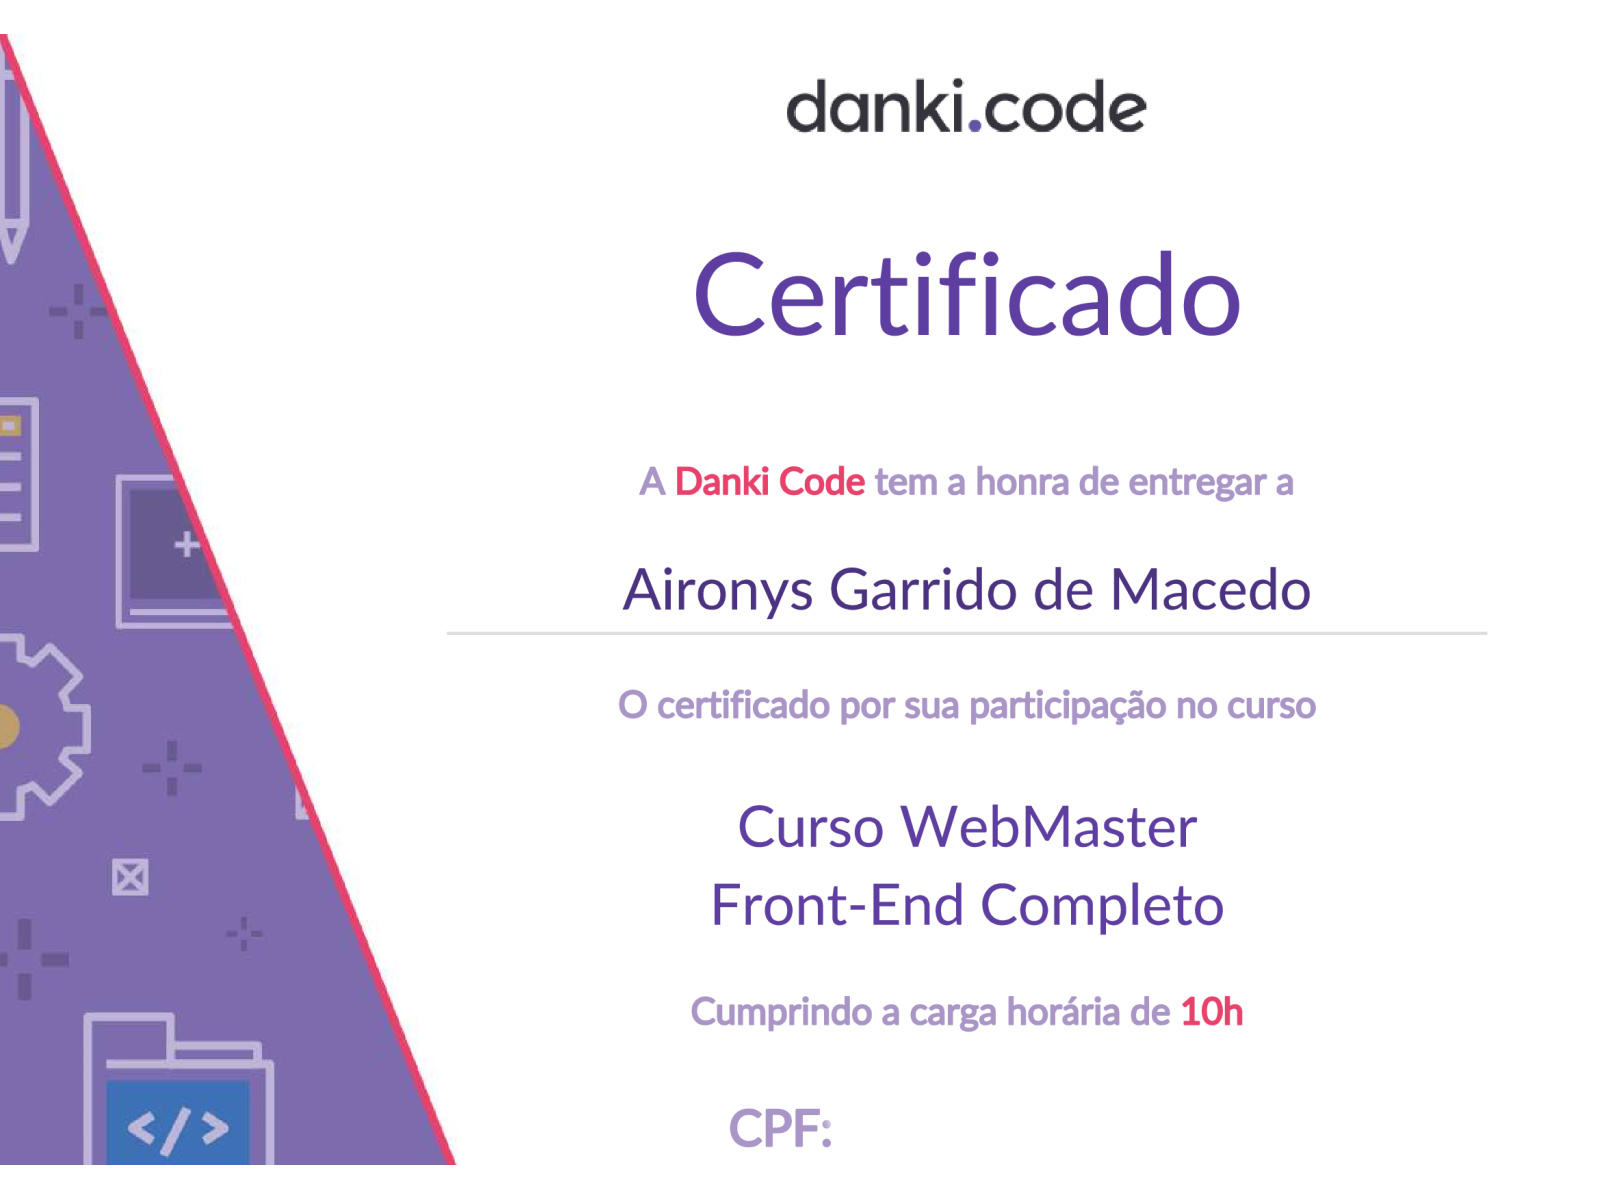 danki.code
Certificado
A Danki Code tem a honra de entregar a
Aironys Garrido de Macedo
O certificado por sua participação no curso
Curso WebMaster
Front-End Completo
Cumprindo a carga horária de 10h
CPF:
</>